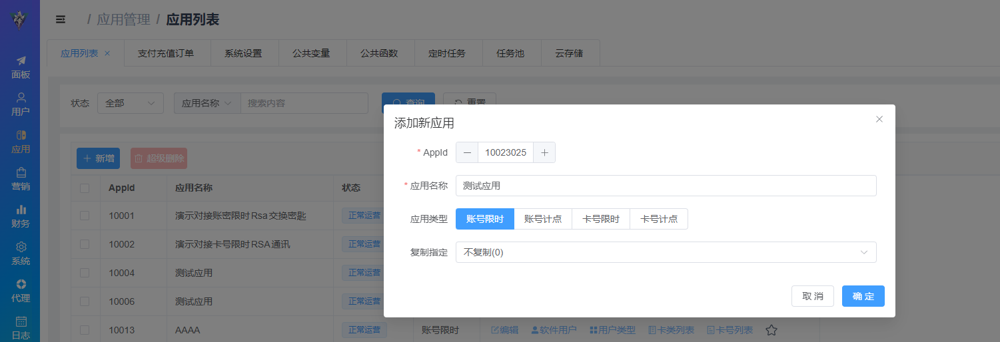 / 应用管理 / 应用列表
应用列表 支付充值订单 系统设置 公共变量 公共函数 定时任务 任务池 云存储
面板
用户
应用
营销
财务
系统
代理
日志
状态 全部 应用名称 搜索内容 查询 重置
新增 超级删除
AppId 应用名称 状态
10001 演示对接账密限时Rsa交换密匙 正常运营
10002 演示对接卡号限时RSA通讯 正常运营
10004 测试应用 正常运营
10006 测试应用 正常运营
10013 AAAA 正常运营 账号限时 编辑 软件用户 用户类型 卡类列表 卡号列表
添加新应用
* AppId 10023025
* 应用名称 测试应用
应用类型 账号限时 账号计点 卡号限时 卡号计点
复制指定 不复制(0)
取消 确定